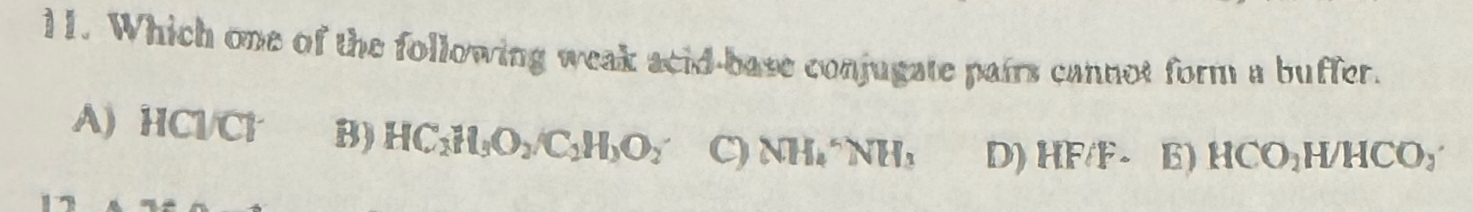 11. Which one of the following weak acid-base conjugate pairs cannot form a buffer.
A) HCl/Cl⁻ B) HC₂H₃O₂/C₂H₃O₂⁻ C) NH₄⁺NH₃ D) HF/F- E) HCO₂H/HCO₂⁻